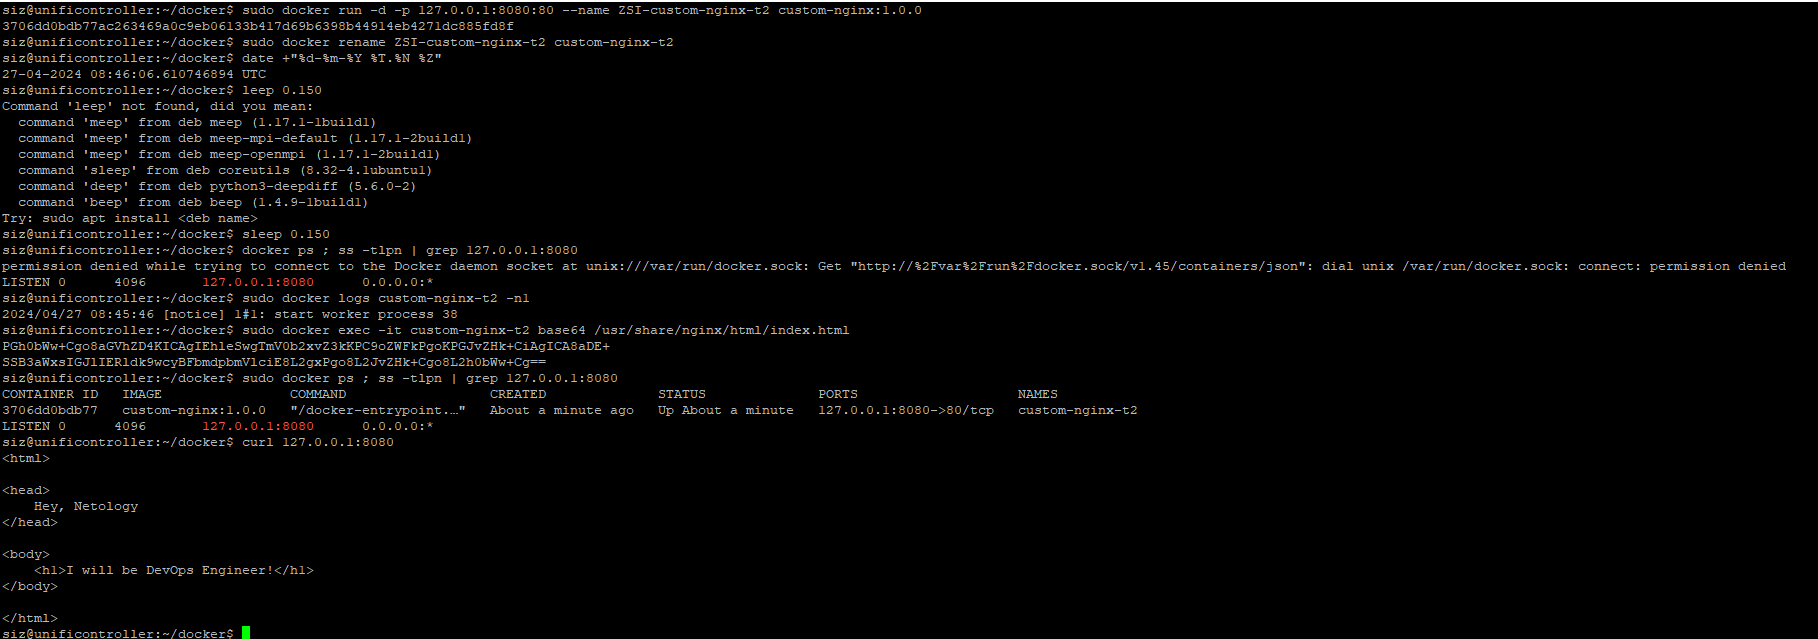 siz@unificontroller:~/docker$ sudo docker run -d -p 127.0.0.1:8080:80 --name ZSI-custom-nginx-t2 custom-nginx:1.0.0
3706dd0bdb77ac263469a0c9eb06133b417d69b6398b44914eb4271dc885fd8f
siz@unificontroller:~/docker$ sudo docker rename ZSI-custom-nginx-t2 custom-nginx-t2
siz@unificontroller:~/docker$ date +"%d-%m-%Y %T.%N %Z"
27-04-2024 08:46:06.610746894 UTC
siz@unificontroller:~/docker$ leep 0.150
Command 'leep' not found, did you mean:
  command 'meep' from deb meep (1.17.1-1build1)
  command 'meep' from deb meep-mpi-default (1.17.1-2build1)
  command 'meep' from deb meep-openmpi (1.17.1-2build1)
  command 'sleep' from deb coreutils (8.32-4.1ubuntu1)
  command 'deep' from deb python3-deepdiff (5.6.0-2)
  command 'beep' from deb beep (1.4.9-1build1)
Try: sudo apt install <deb name>
siz@unificontroller:~/docker$ sleep 0.150
siz@unificontroller:~/docker$ docker ps ; ss -tlpn | grep 127.0.0.1:8080
permission denied while trying to connect to the Docker daemon socket at unix:///var/run/docker.sock: Get "http://%2Fvar%2Frun%2Fdocker.sock/v1.45/containers/json": dial unix /var/run/docker.sock: connect: permission denied
LISTEN 0      4096       127.0.0.1:8080      0.0.0.0:*
siz@unificontroller:~/docker$ sudo docker logs custom-nginx-t2 -n1
2024/04/27 08:45:46 [notice] 1#1: start worker process 38
siz@unificontroller:~/docker$ sudo docker exec -it custom-nginx-t2 base64 /usr/share/nginx/html/index.html
PGh0bWw+Cgo8aGVhZD4KICAgIEhleSwgTmV0b2xvZ3kKPC9oZWFkPgoKPGJvZHk+CiAgICA8aDE+
SSB3aWxsIGJlIERldk9wcyBFbmdpbmVlciE8L2gxPgo8L2JvZHk+Cgo8L2h0bWw+Cg==
siz@unificontroller:~/docker$ sudo docker ps ; ss -tlpn | grep 127.0.0.1:8080
CONTAINER ID   IMAGE                COMMAND                  CREATED              STATUS              PORTS                    NAMES
3706dd0bdb77   custom-nginx:1.0.0   "/docker-entrypoint.…"   About a minute ago   Up About a minute   127.0.0.1:8080->80/tcp   custom-nginx-t2
LISTEN 0      4096       127.0.0.1:8080      0.0.0.0:*
siz@unificontroller:~/docker$ curl 127.0.0.1:8080
<html>

<head>
    Hey, Netology
</head>

<body>
    <h1>I will be DevOps Engineer!</h1>
</body>

</html>
siz@unificontroller:~/docker$